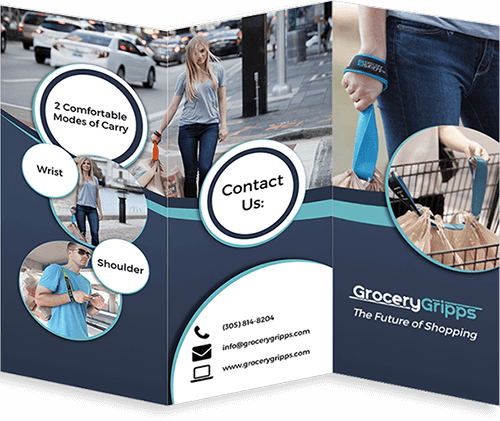 2 Comfortable
Modes of Carry
Wrist
Shoulder
Contact
Us:
(305) 814-8204
info@grocerygripps.com
www.grocerygripps.com
GroceryGripps
The Future of Shopping